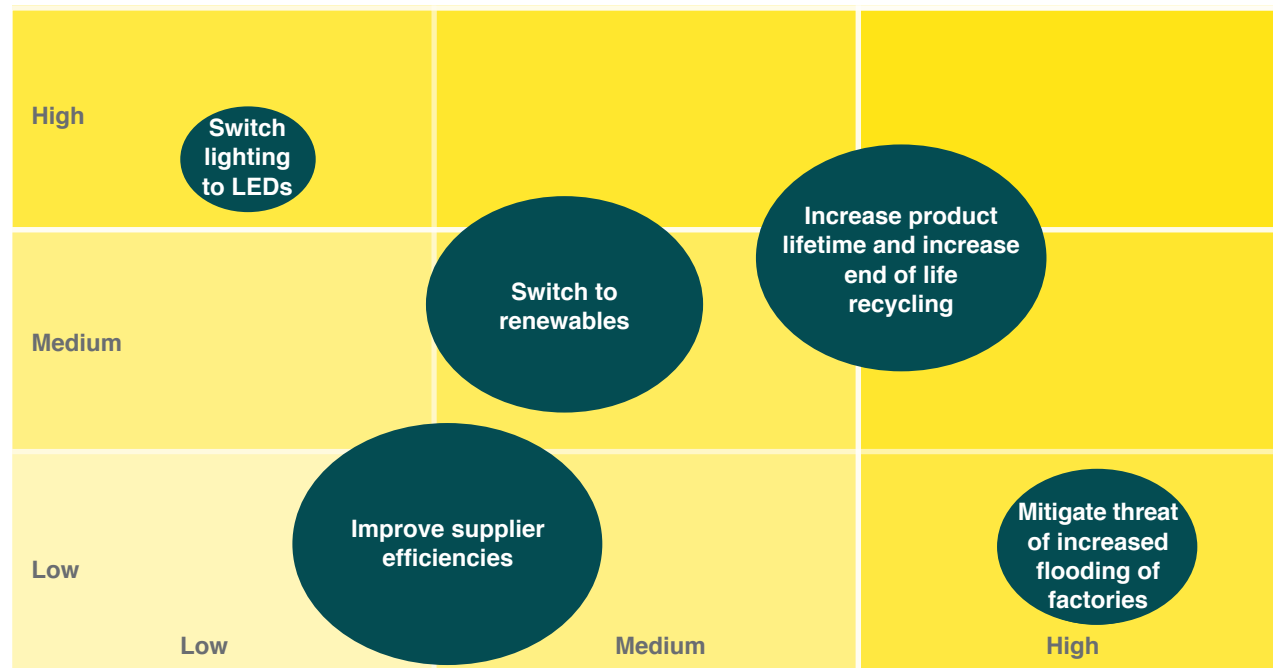 High
Switch
lighting
to LEDs
Increase product
lifetime and increase
end of life
recycling
Switch to
renewables
Medium
Improve supplier
efficiencies
Mitigate threat
of increased
flooding of
factories
Low
Low
Medium
High